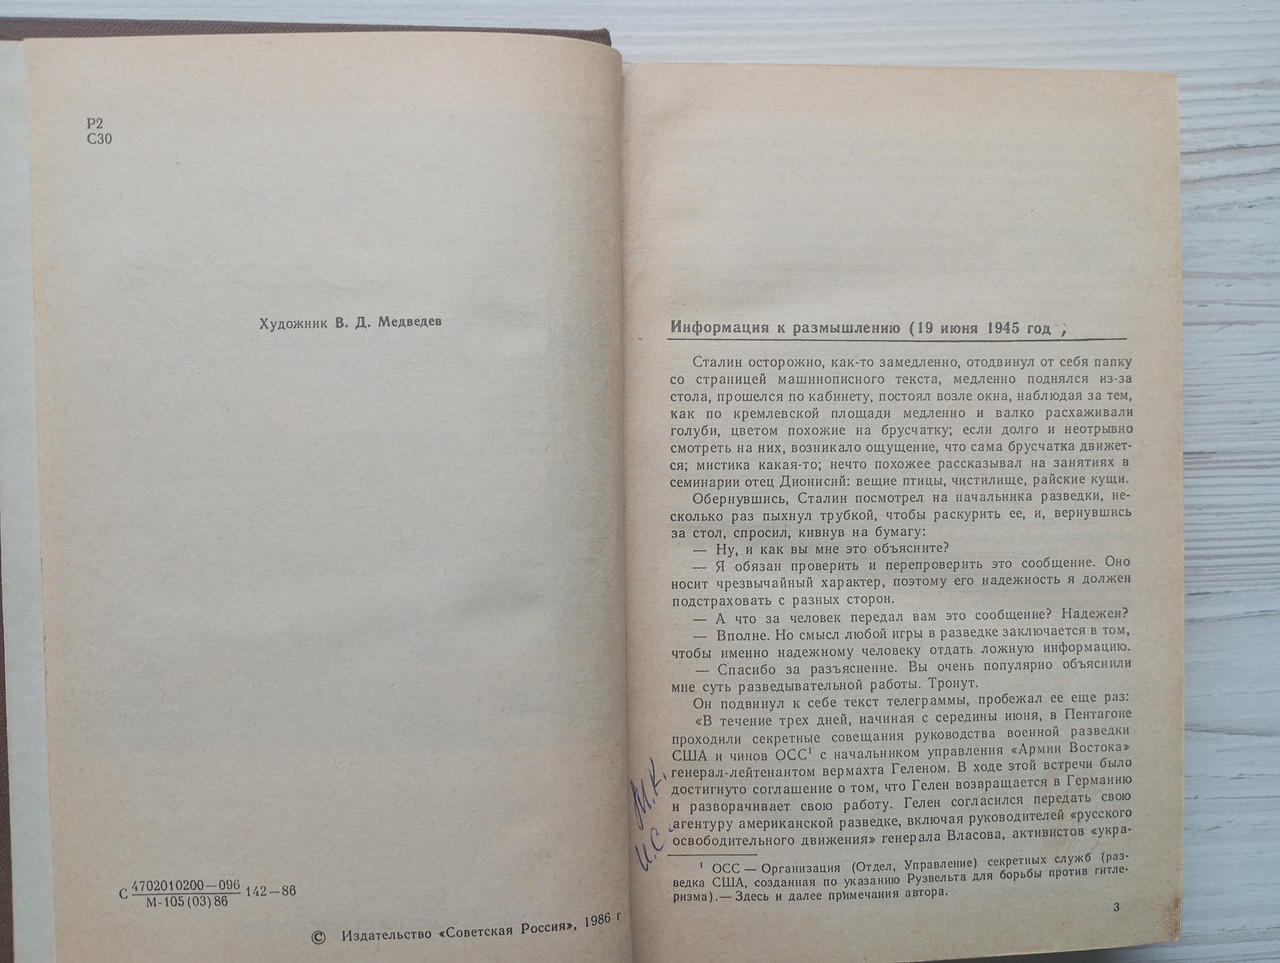 Р2
С30
Художник В. Д. Медведев
С 4702010200—096 142—86
М-105(03)86
© Издательство «Советская Россия», 1986 г
Информация к размышлению (19 июня 1945 год )
Сталин осторожно, как-то замедленно, отодвинул от себя папку
со страницей машинописного текста, медленно поднялся из-за
стола, прошелся по кабинету, постоял возле окна, наблюдая за тем,
как по кремлевской площади медленно и валко расхаживали
голуби, цветом похожие на брусчатку; если долго и неотрывно
смотреть на них, возникало ощущение, что сама брусчатка движет-
ся; мистика какая-то; нечто похожее рассказывал на занятиях в
семинарии отец Дионисий: вещие птицы, чистилище, райские кущи.
Обернувшись, Сталин посмотрел на начальника разведки, не-
сколько раз пыхнул трубкой, чтобы раскурить ее, и, вернувшись
за стол, спросил, кивнув на бумагу:
— Ну, и как вы мне это объясните?
— Я обязан проверить и перепроверить это сообщение. Оно
носит чрезвычайный характер, поэтому его надежность я должен
подстраховать с разных сторон.
— А что за человек передал вам это сообщение? Надежен?
— Вполне. Но смысл любой игры в разведке заключается в том,
чтобы именно надежному человеку отдать ложную информацию.
— Спасибо за разъяснение. Вы очень популярно объяснили
мне суть разведывательной работы. Тронут.
Он подвинул к себе текст телеграммы, пробежал ее еще раз:
«В течение трех дней, начиная с середины июня, в Пентагоне
проходили секретные совещания руководства военной разведки
США и чинов ОСС¹ с начальником управления «Армии Востока»
генерал-лейтенантом вермахта Геленом. В ходе этой встречи было
достигнуто соглашение о том, что Гелен возвращается в Германию
и разворачивает свою работу. Гелен согласился передать свою
агентуру американской разведке, включая руководителей «русского
освободительного движения» генерала Власова, активистов «укра-
¹ ОСС — Организация (Отдел, Управление) секретных служб (раз-
ведка США, созданная по указанию Рузвельта для борьбы против гитле-
ризма).— Здесь и далее примечания автора.
3
М.К.
И.С